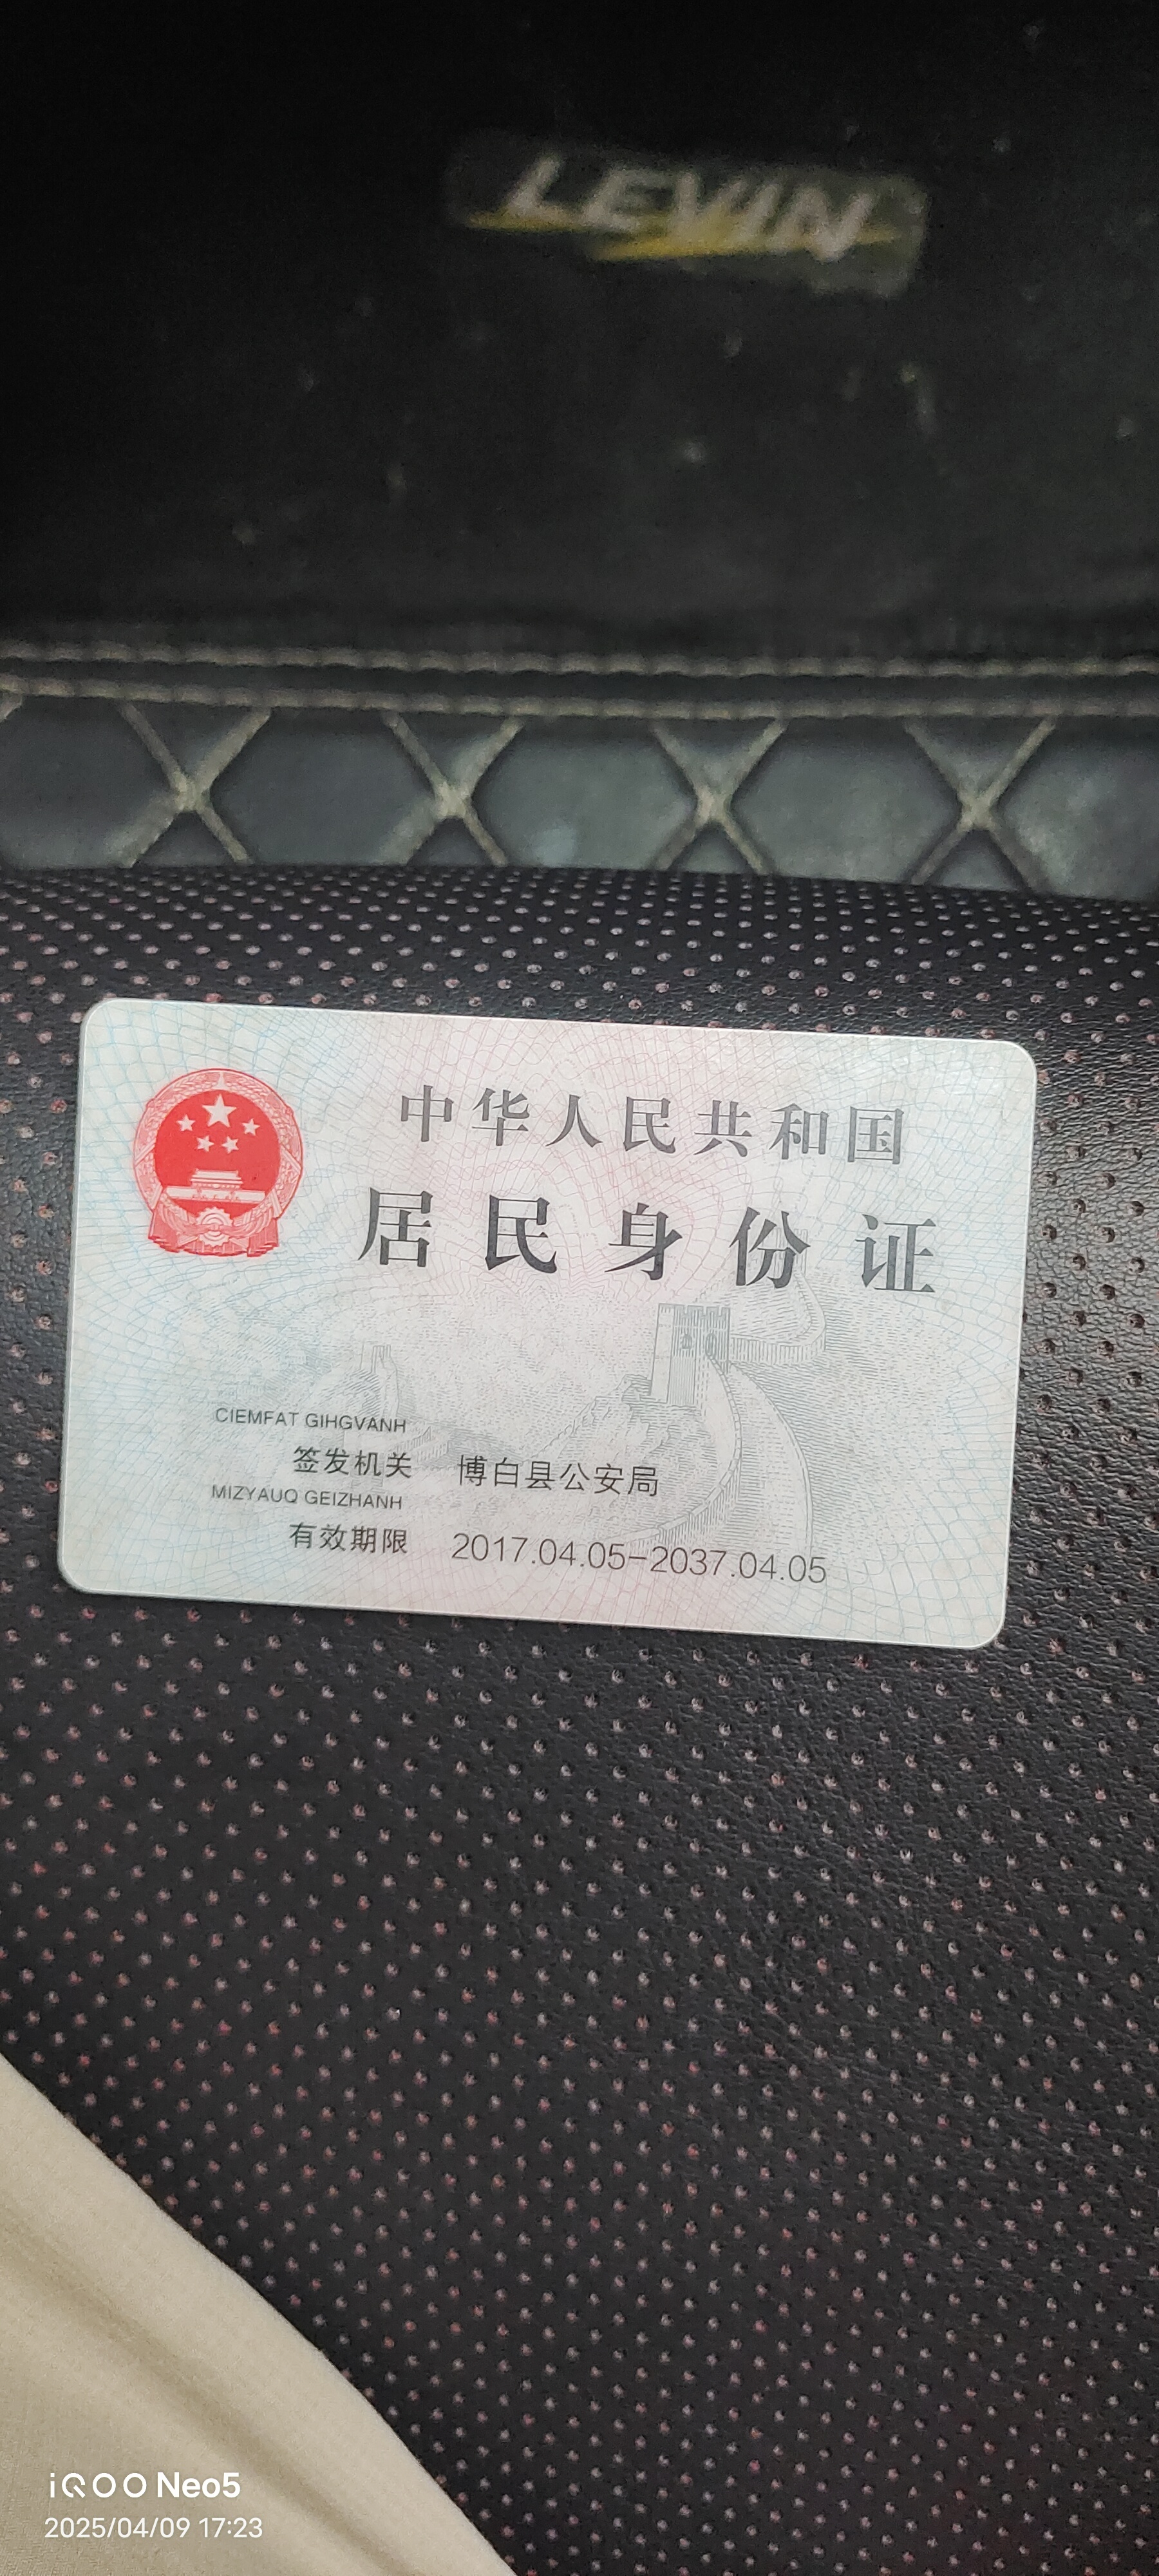 LEVIN
中华人民共和国
居民身份证
CIEMFAT GIHGVANH
签发机关 博白县公安局
MIZYAUQ GEIZHANH
有效期限 2017.04.05-2037.04.05
iQOO Neo5
2025/04/09 17:23